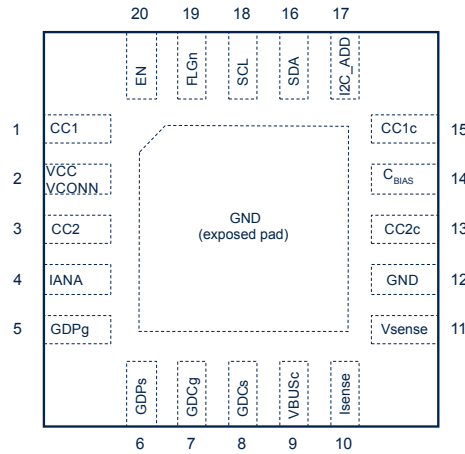 20 19 18 16 17
EN FLGn SCL SDA I2C_ADD
1 CC1 CC1c 15
2 VCC VCONN C_BIAS 14
GND
(exposed pad)
3 CC2 CC2c 13
4 IANA GND 12
5 GDPg Vsense 11
GDPs GDCg GDCs VBUSc Isense
6 7 8 9 10